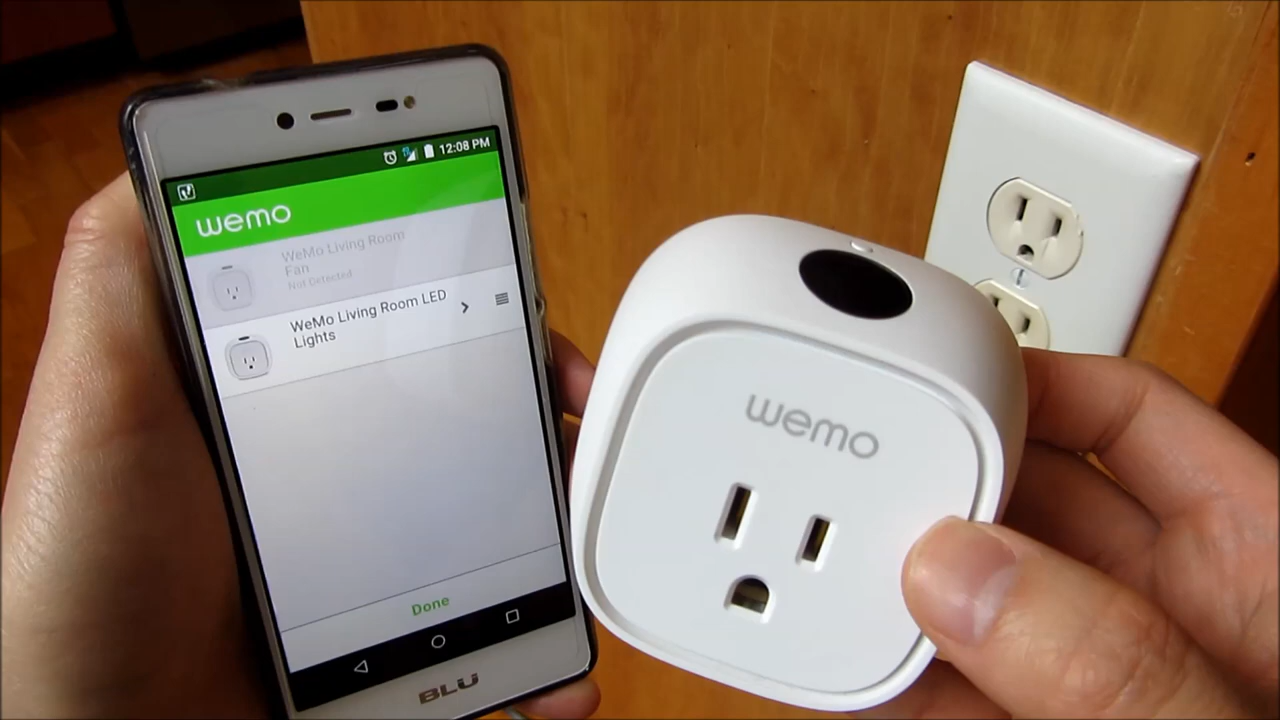 12:08 PM
wemo
WeMo Living Room
Fan
Not Detected
WeMo Living Room LED
Lights
Done
BLU
wemo